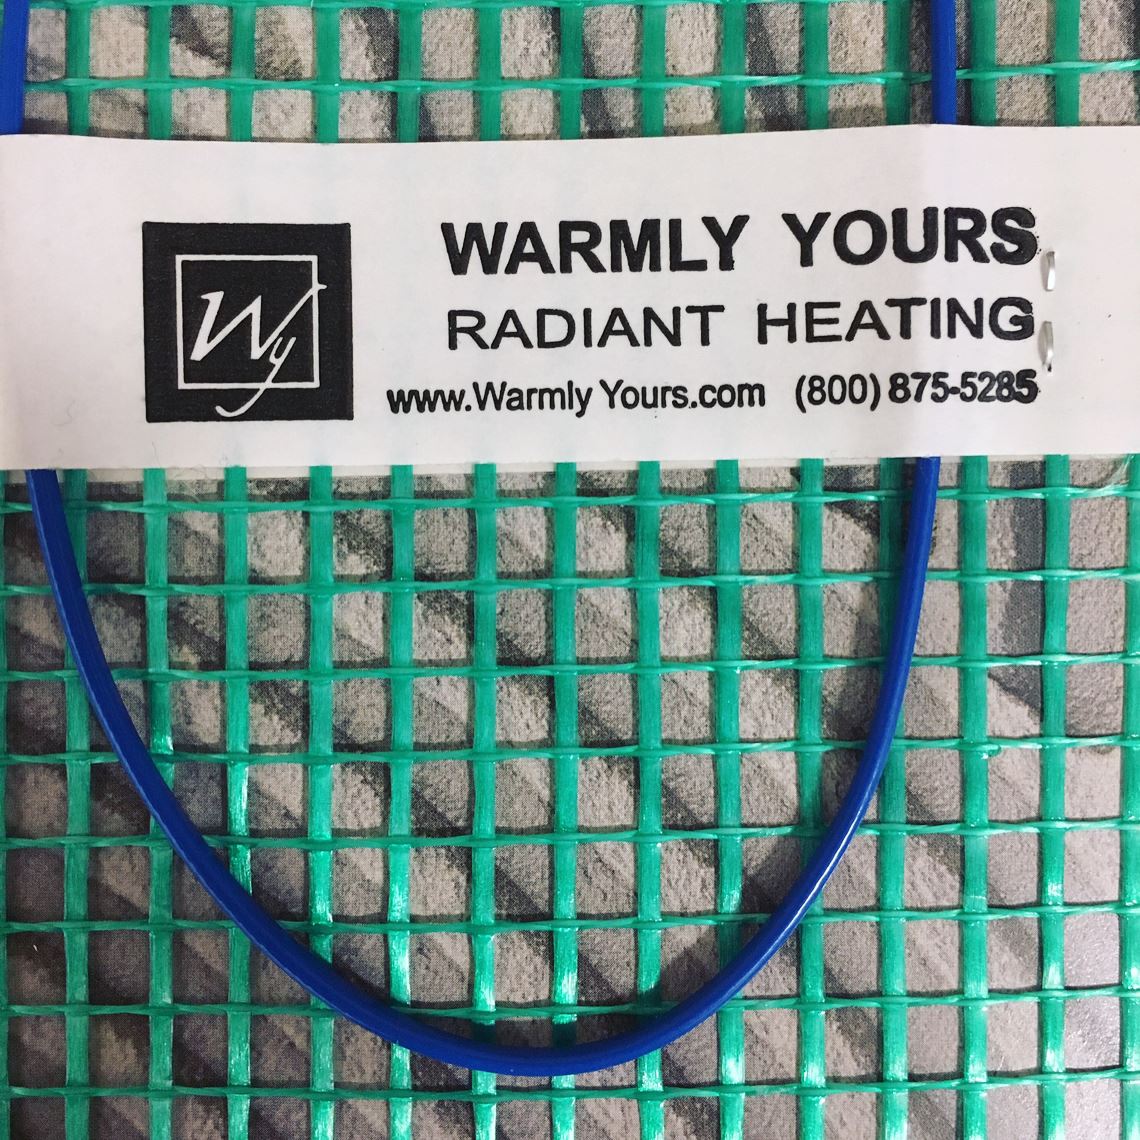 Wy
WARMLY YOURS
RADIANT HEATING
www.Warmly Yours.com (800) 875-5285